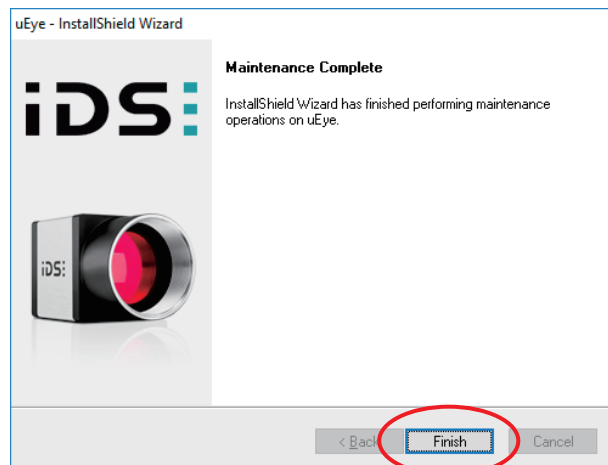 uEye - InstallShield Wizard
iDS:
Maintenance Complete
InstallShield Wizard has finished performing maintenance
operations on uEye.
iDS:
< Back
Finish
Cancel